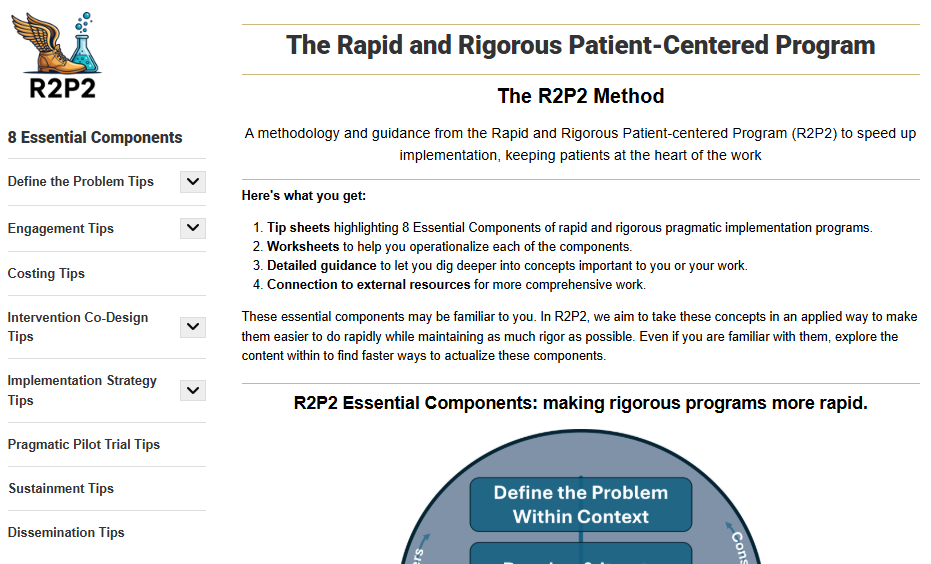 R2P2
8 Essential Components
Define the Problem Tips
Engagement Tips
Costing Tips
Intervention Co-Design
Tips
Implementation Strategy
Tips
Pragmatic Pilot Trial Tips
Sustainment Tips
Dissemination Tips
The Rapid and Rigorous Patient-Centered Program
The R2P2 Method
A methodology and guidance from the Rapid and Rigorous Patient-centered Program (R2P2) to speed up
implementation, keeping patients at the heart of the work
Here's what you get:
1. Tip sheets highlighting 8 Essential Components of rapid and rigorous pragmatic implementation programs.
2. Worksheets to help you operationalize each of the components.
3. Detailed guidance to let you dig deeper into concepts important to you or your work.
4. Connection to external resources for more comprehensive work.
These essential components may be familiar to you. In R2P2, we aim to take these concepts in an applied way to make
them easier to do rapidly while maintaining as much rigor as possible. Even if you are familiar with them, explore the
content within to find faster ways to actualize these components.
R2P2 Essential Components: making rigorous programs more rapid.
Define the Problem
Within Context